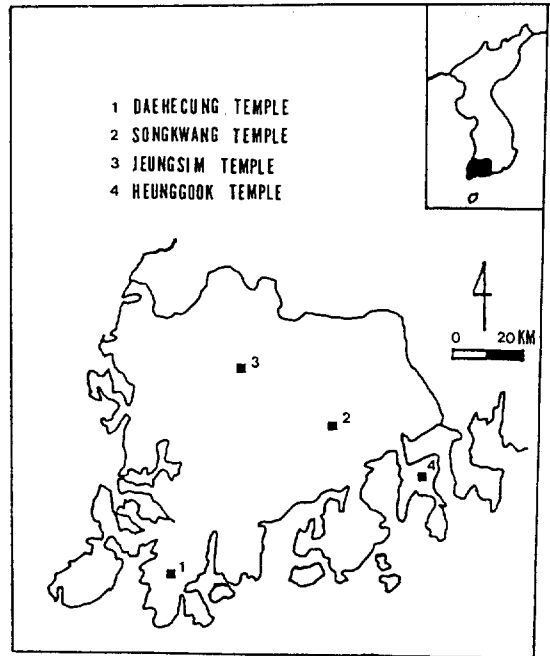 1 DAEHECUNG TEMPLE
2 SONGKWANG TEMPLE
3 JEUNGSIM TEMPLE
4 HEUNGGOOK TEMPLE
0 20 KM
3
2
4
1